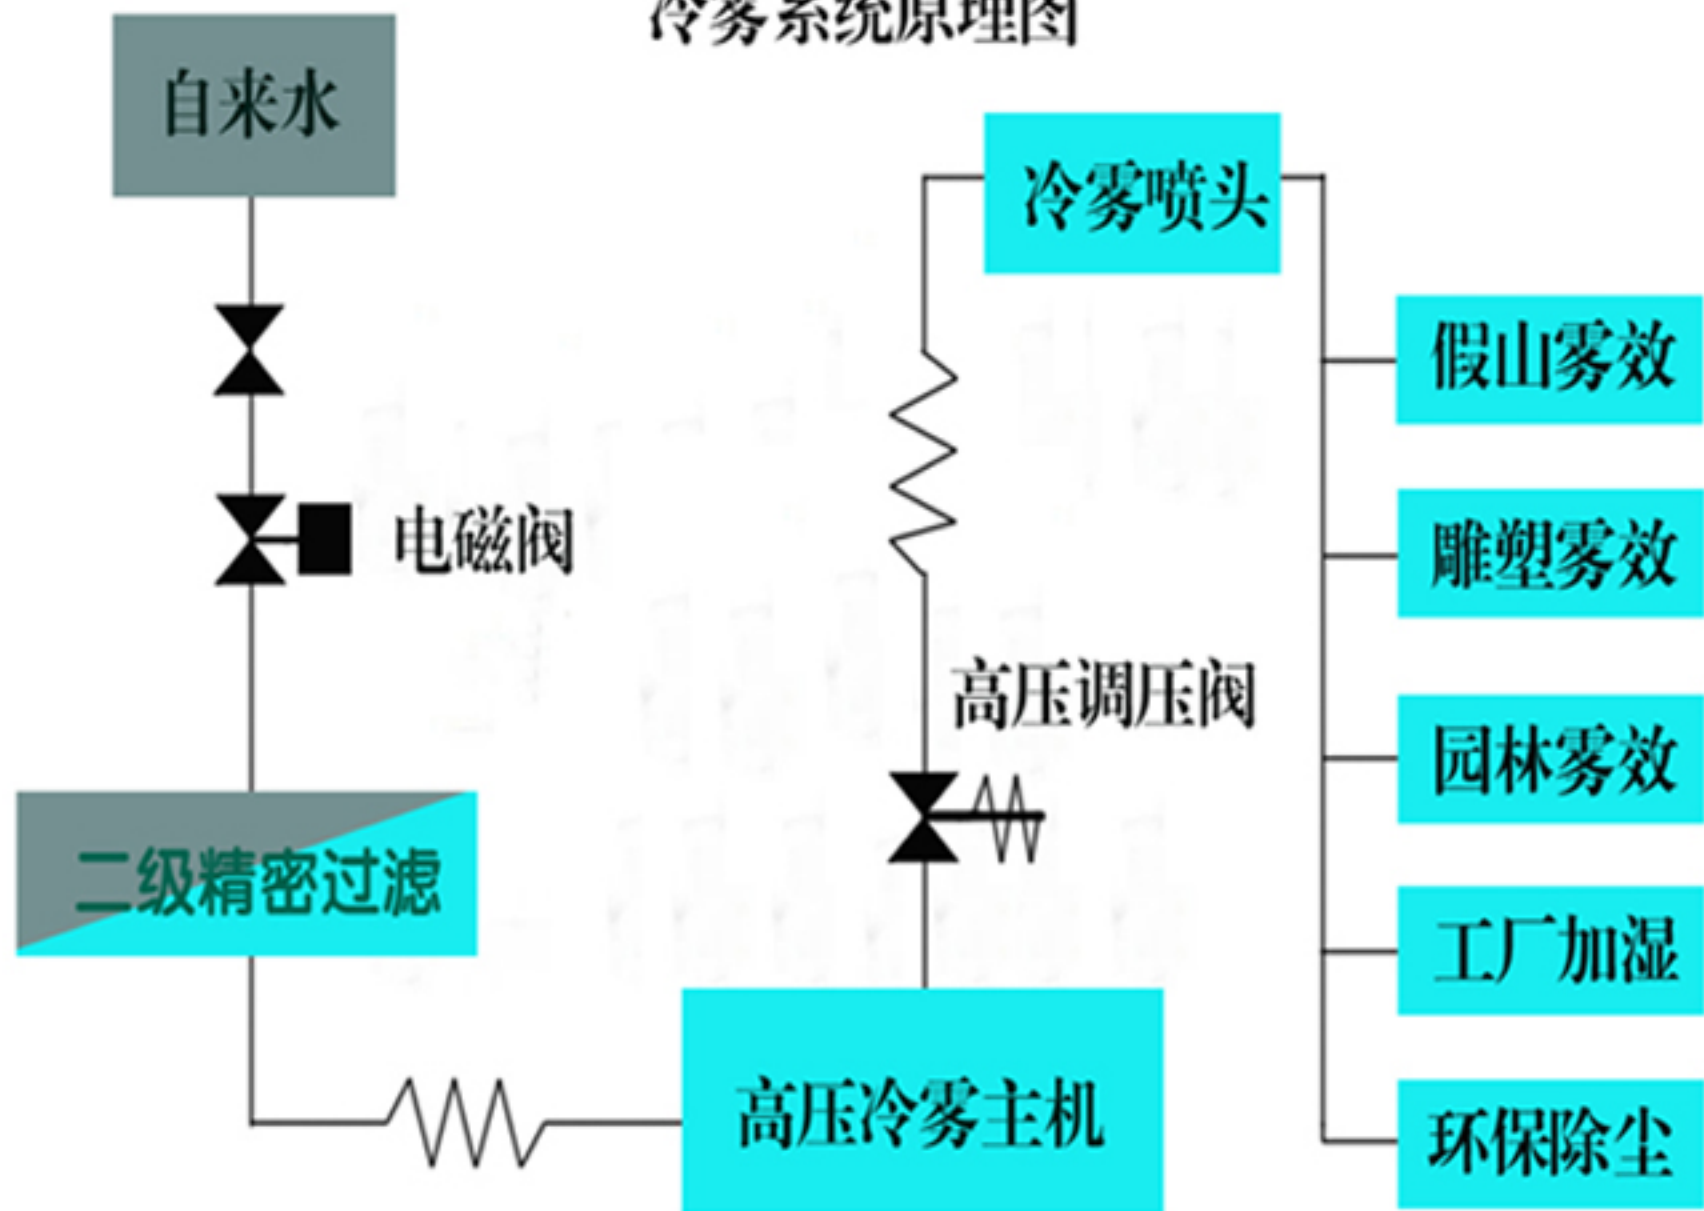 冷雾系统原理图
自来水
冷雾喷头
假山雾效
电磁阀
雕塑雾效
高压调压阀
园林雾效
二级精密过滤
工厂加湿
高压冷雾主机
环保除尘